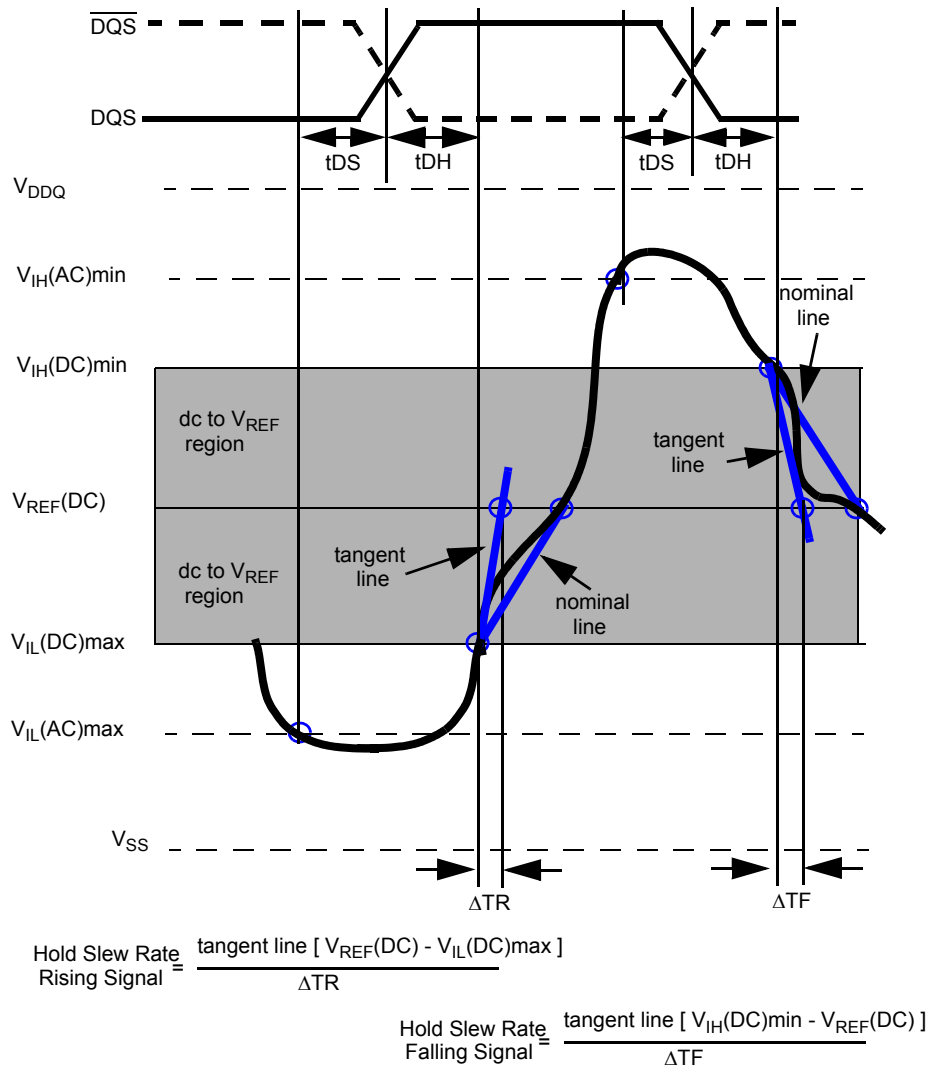 DQS
DQS
tDS
tDH
tDS
tDH
VDDQ
VIH(AC)min
nominal
line
VIH(DC)min
dc to VREF
region
tangent
line
VREF(DC)
tangent
line
dc to VREF
region
nominal
line
VIL(DC)max
VIL(AC)max
VSS
ΔTR
ΔTF
Hold Slew Rate
Rising Signal
=
tangent line [ VREF(DC) - VIL(DC)max ]
ΔTR
Hold Slew Rate
Falling Signal
=
tangent line [ VIH(DC)min - VREF(DC) ]
ΔTF